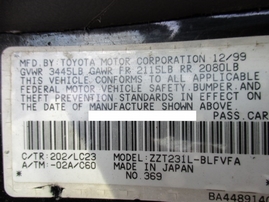 MFD.BY TOYOTA MOTOR CORPORATION 12/99
GVWR 3445LB GAWR FR 2115LB RR 2080LB
THIS VEHICLE CONFORMS TO ALL APPLICABLE
FEDERAL MOTOR VEHICLE SAFETY,BUMPER,AND
THEFT PREVENTION STANDARDS IN EFFECT ON
THE DATE OF MANUFACTURE SHOWN ABOVE.
PASS.CAR
C/TR:202/LC23 MODEL:ZZT231L-BLFVFA
A/TM:-02A/C60 MADE IN JAPAN
NO 369
BA4489146